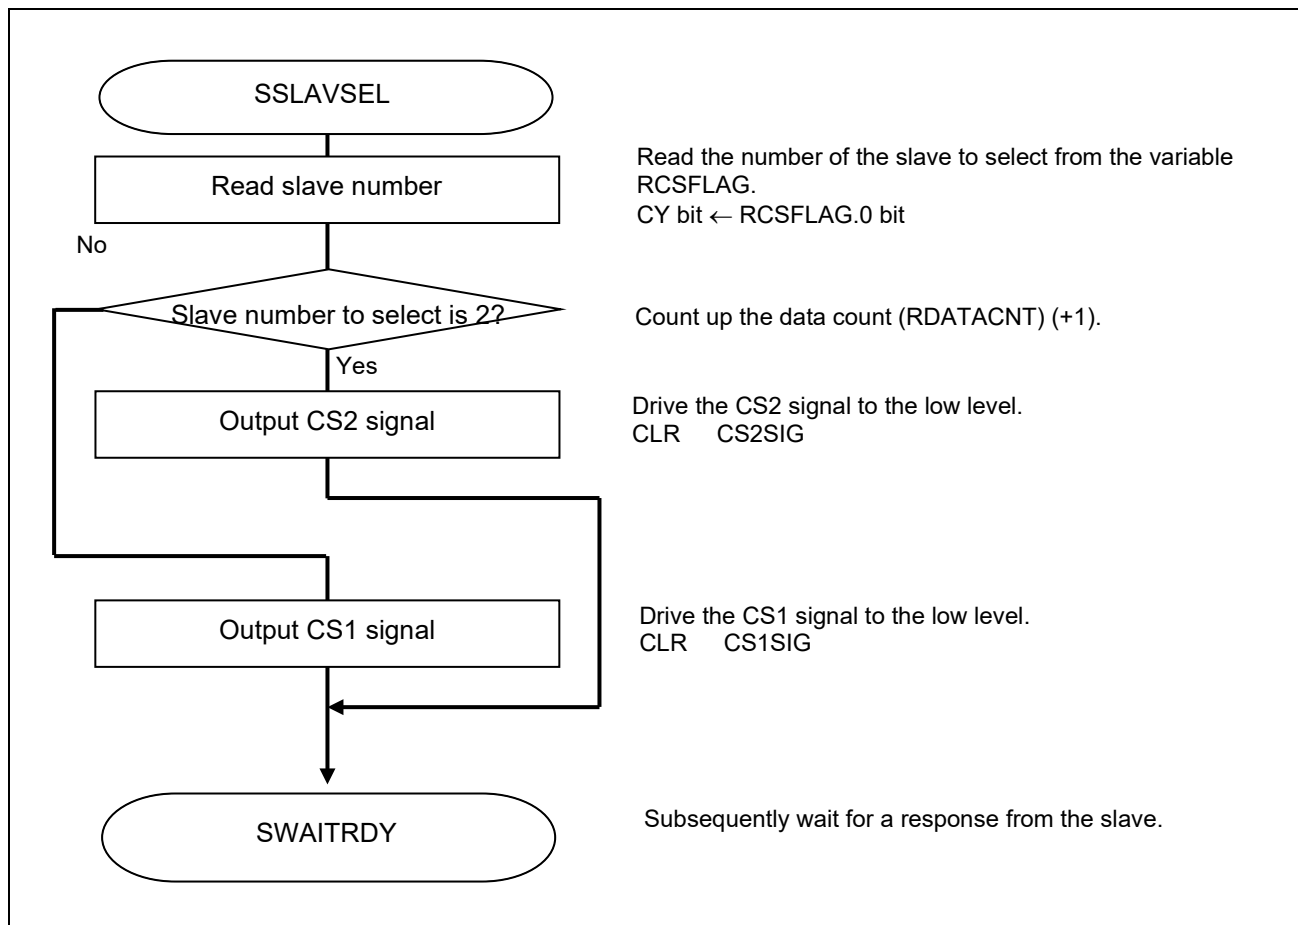 SSLAVSEL
Read slave number
Read the number of the slave to select from the variable
RCSFLAG.
CY bit ← RCSFLAG.0 bit
No
Slave number to select is 2?
Count up the data count (RDATACNT) (+1).
Yes
Output CS2 signal
Drive the CS2 signal to the low level.
CLR CS2SIG
Output CS1 signal
Drive the CS1 signal to the low level.
CLR CS1SIG
SWAITRDY
Subsequently wait for a response from the slave.